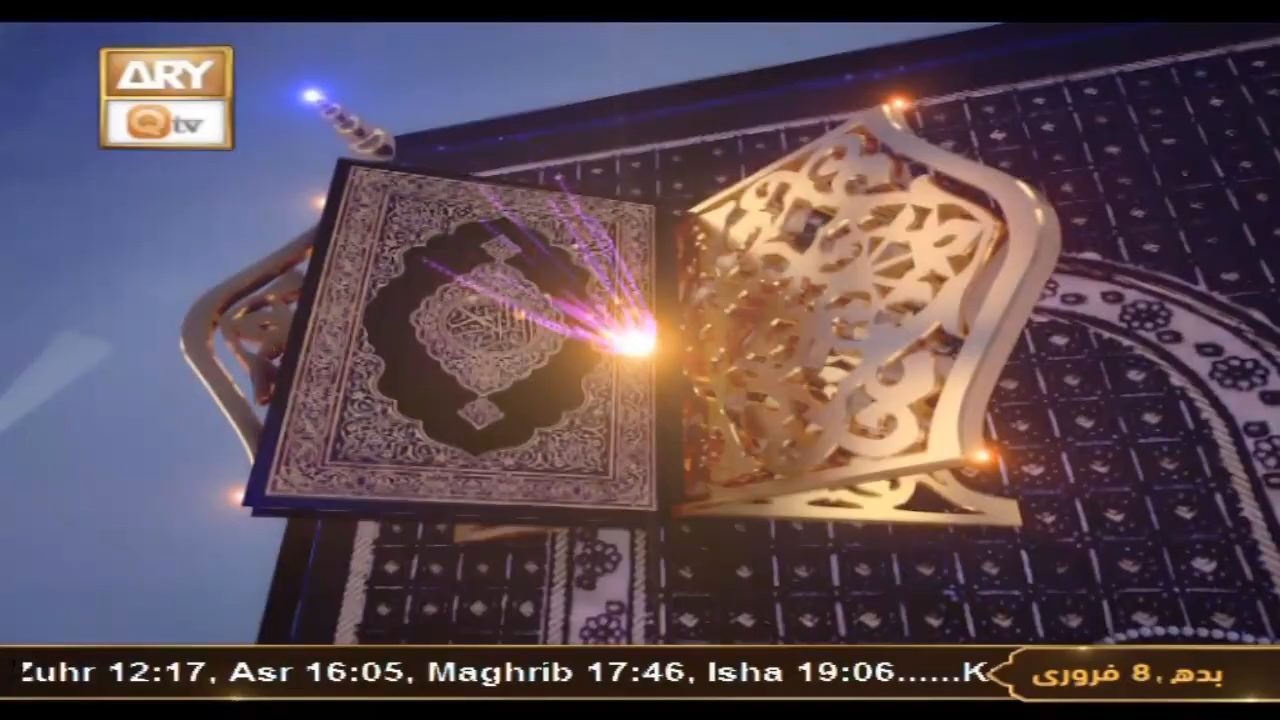 ARY
Qtv
Zuhr 12:17, Asr 16:05, Maghrib 17:46, Isha 19:06......K
بدھ, 8 فروری